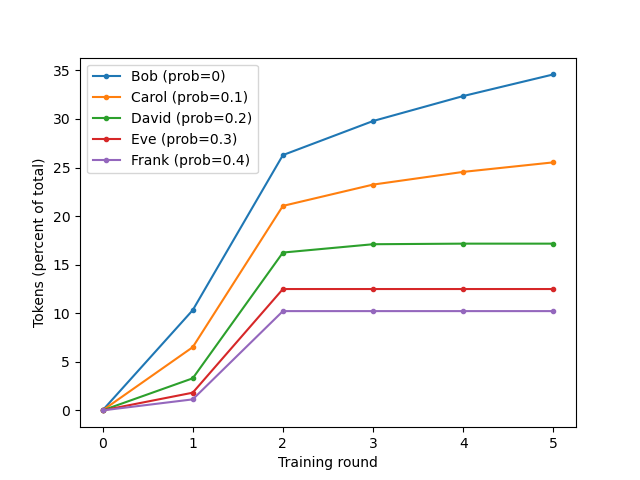 35
30
25
20
15
10
5
0
Tokens (percent of total)
Bob (prob=0)
Carol (prob=0.1)
David (prob=0.2)
Eve (prob=0.3)
Frank (prob=0.4)
0 1 2 3 4 5
Training round